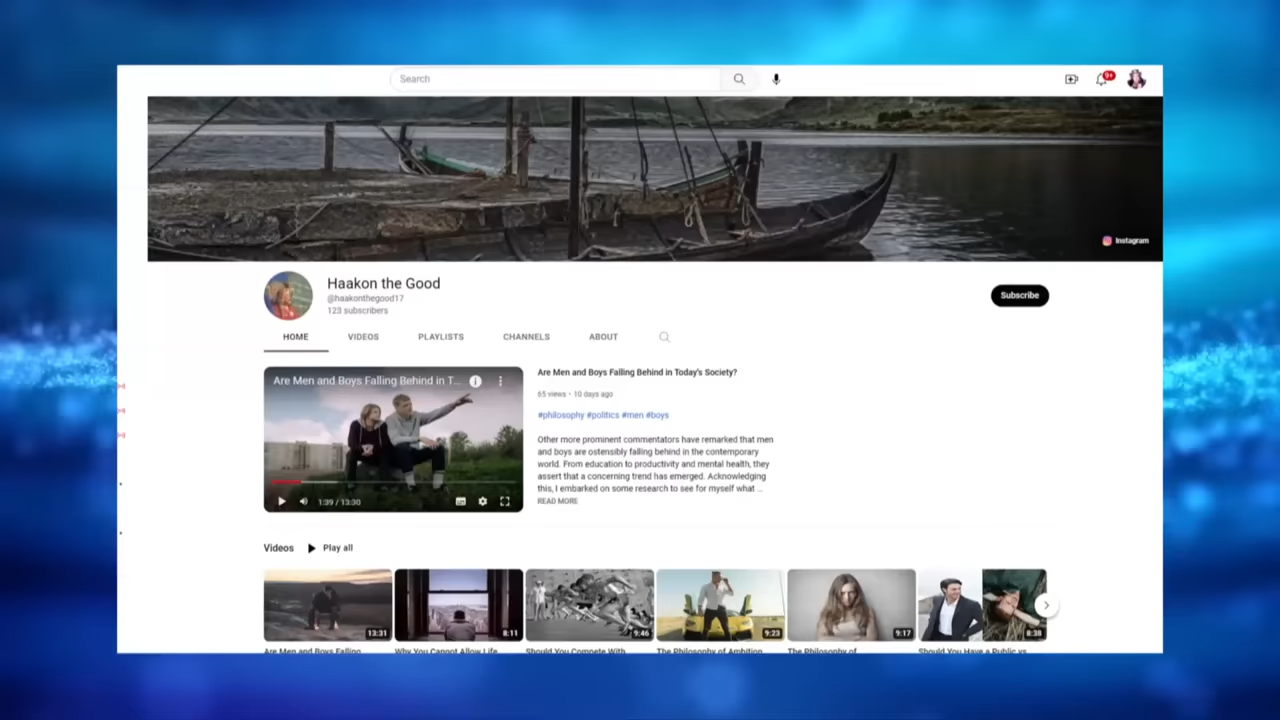 Search
9+
Instagram
Haakon the Good
@haakonthegood17
123 subscribers
Subscribe
HOME
VIDEOS
PLAYLISTS
CHANNELS
ABOUT
Are Men and Boys Falling Behind in T...
1:39 / 13:30
Are Men and Boys Falling Behind in Today's Society?
65 views • 10 days ago
#philosophy #politics #men #boys
Other more prominent commentators have remarked that men
and boys are ostensibly falling behind in the contemporary
world. From education to productivity and mental health, they
assert that a concerning trend has emerged. Acknowledging
this, I embarked on some research to see for myself what ...
READ MORE
Videos
Play all
13:31
8:11
9:46
9:23
9:17
8:38
Are Men and Boys Falling
Why You Cannot Allow Life
Should You Compete With
The Philosophy of Ambition
The Philosophy of
Should You Have a Public vs